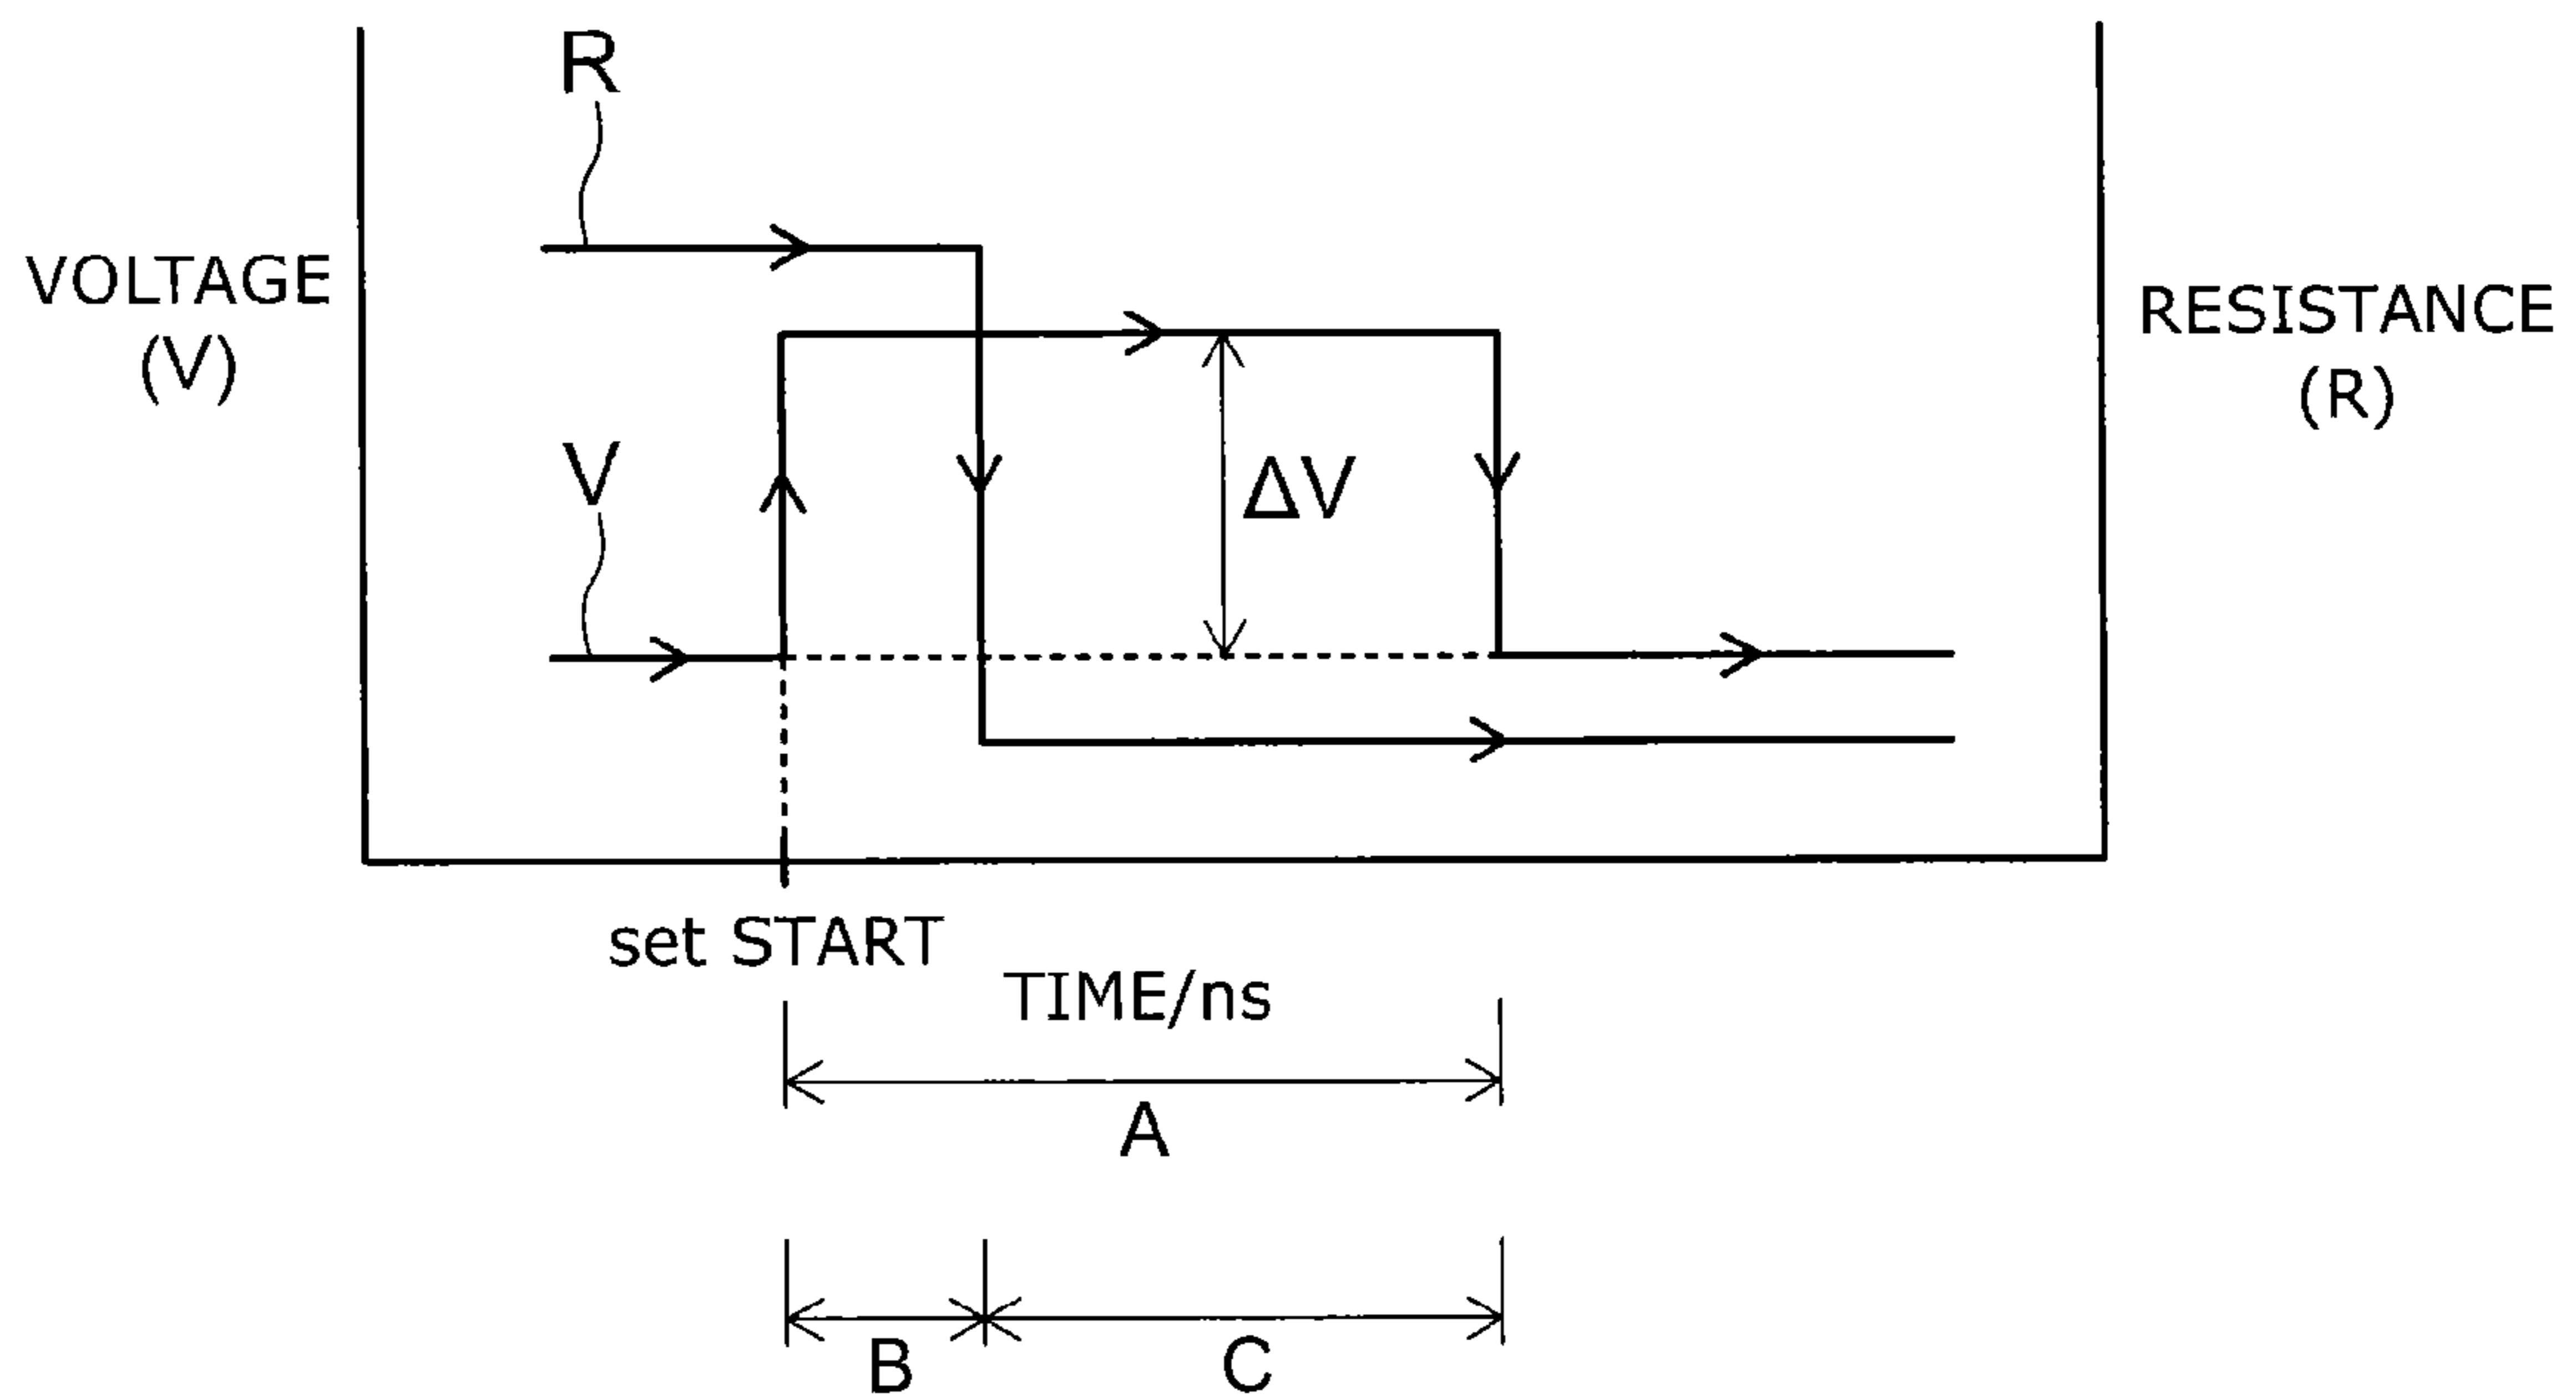 R
VOLTAGE
(V)
RESISTANCE
(R)
V
ΔV
set START
TIME/ns
A
B
C